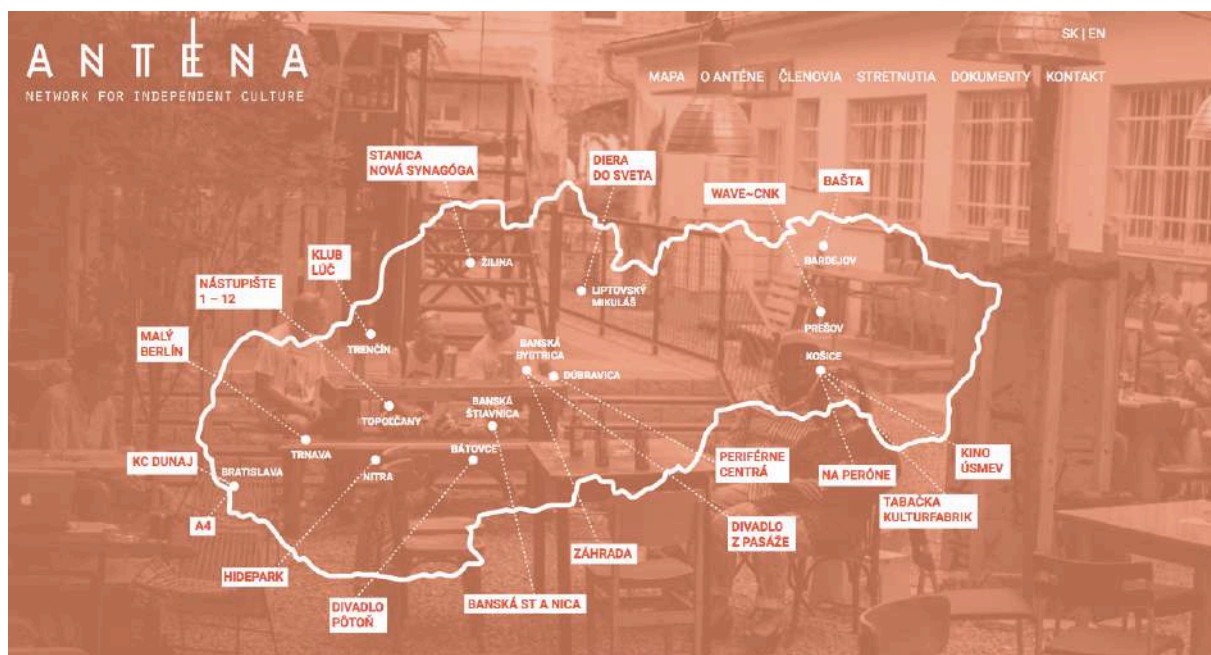 ANTENA
NETWORK FOR INDEPENDENT CULTURE
SK | EN
MAPA O ANTÉNE ČLENOVIA STRETNUTIA DOKUMENTY KONTAKT
STANICA
NOVÁ SYNAGÓGA
DIERA
DO SVETA
WAVE~CNK
BAŠTA
KLUB
LÚČ
ŽILINA
BARDEJOV
NÁSTUPIŠTE
1 – 12
LIPTOVSKÝ
MIKULÁŠ
PREŠOV
MALÝ
BERLÍN
TRENČÍN
BANSKÁ
BYSTRICA
DÚBRAVICA
KOŠICE
TOPOĽČANY
BANSKÁ
ŠTIAVNICA
KC DUNAJ
BRATISLAVA
TRNAVA
NITRA
BÁTOVCE
PERIFÉRNE
CENTRÁ
NA PERÓNE
KINO
ÚSMEV
A4
TABAČKA
KULTURFABRIK
DIVADLO
Z PASÁŽE
ZÁHRADA
HIDEPARK
DIVADLO
PÔTOŇ
BANSKÁ ST A NICA